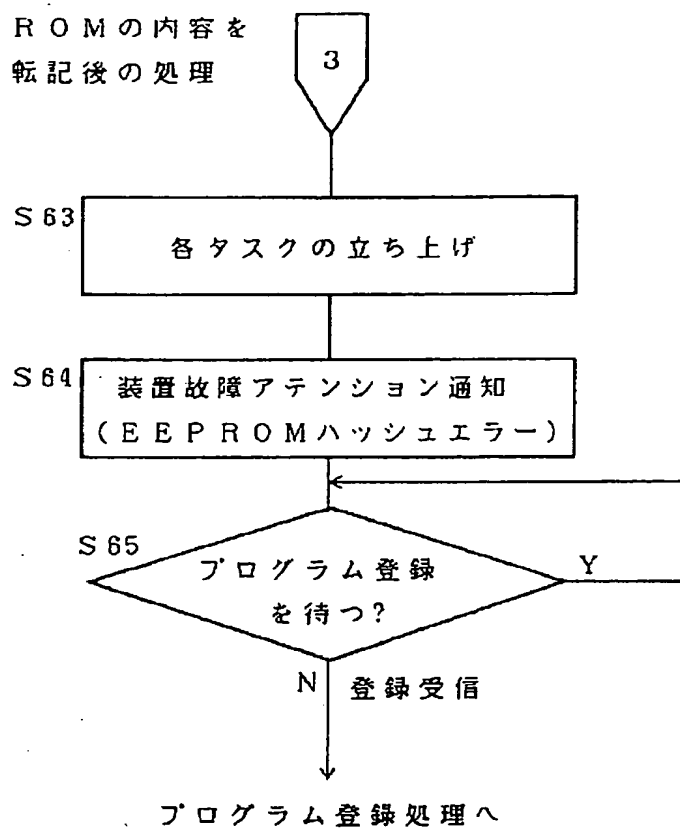 ROMの内容を
転記後の処理
3
S63
各タスクの立ち上げ
S64
装置故障アテンション通知
(EEPROMハッシュエラー)
S65
プログラム登録
を待つ?
Y
N
登録受信
プログラム登録処理へ